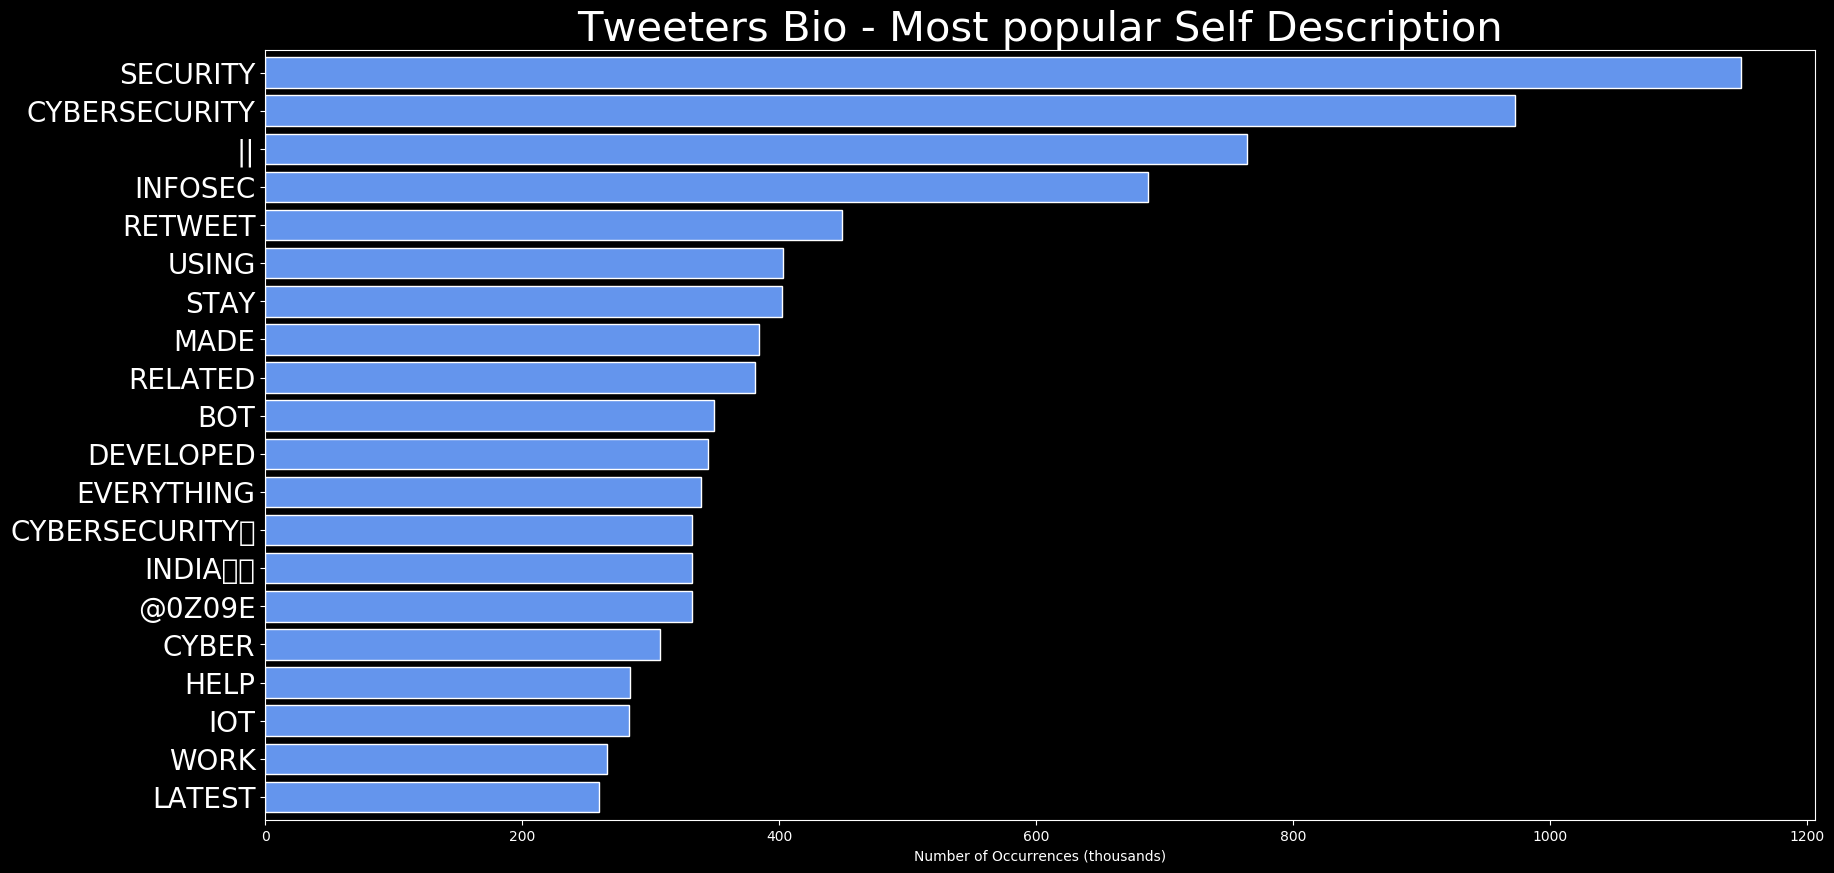 Tweeters Bio - Most popular Self Description
SECURITY
CYBERSECURITY
||
INFOSEC
RETWEET
USING
STAY
MADE
RELATED
BOT
DEVELOPED
EVERYTHING
CYBERSECURITY▯
INDIA▯▯
@0Z09E
CYBER
HELP
IOT
WORK
LATEST
0 200 400 600 800 1000 1200
Number of Occurrences (thousands)